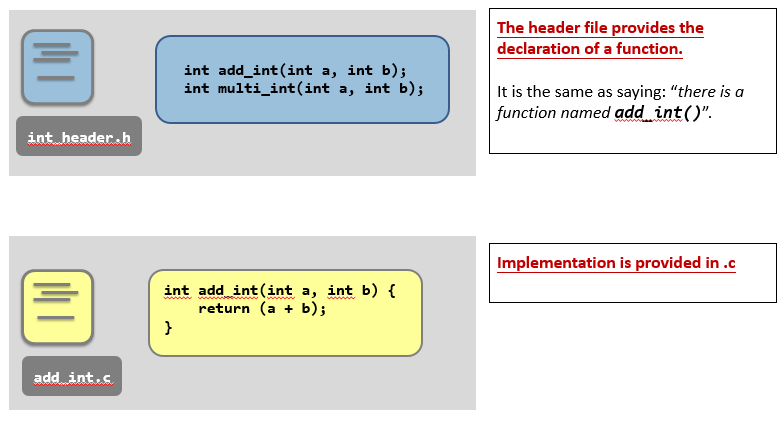 int add_int(int a, int b);
int multi_int(int a, int b);
int_header.h
The header file provides the
declaration of a function.
It is the same as saying: “there is a
function named add_int()”.
int add_int(int a, int b) {
    return (a + b);
}
add_int.c
Implementation is provided in .c